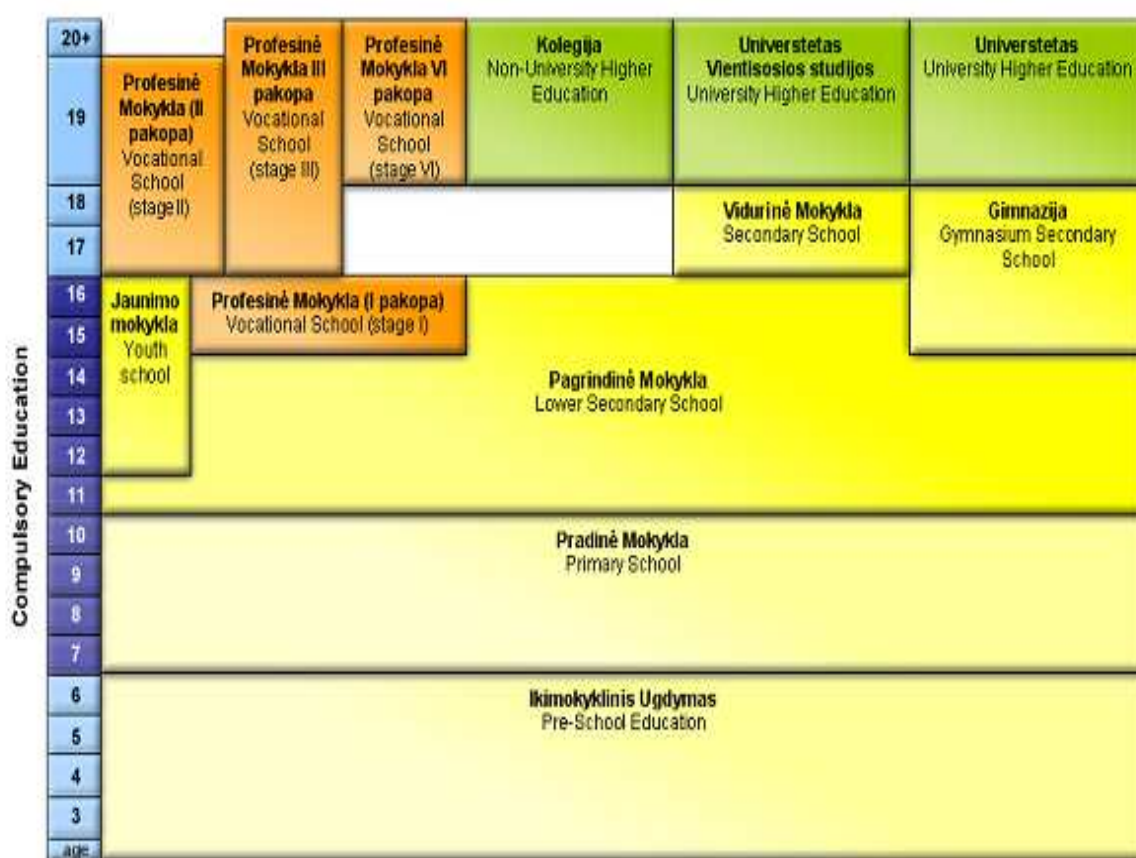 20+
19
18
17
16
15
14
13
12
11
10
9
8
7
6
5
4
3
age
Compulsory Education
Profesinė
Mokykla (II
pakopa)
Vocational
School
(stage II)
Profesinė
Mokykla III
pakopa
Vocational
School
(stage III)
Profesinė
Mokykla VI
pakopa
Vocational
School
(stage VI)
Kolegija
Non-University Higher
Education
Universtetas
Vientisosios studijos
University Higher Education
Universtetas
University Higher Education
Vidurinė Mokykla
Secondary School
Gimnazija
Gymnasium Secondary
School
Jaunimo
mokykla
Youth
school
Profesinė Mokykla (I pakopa)
Vocational School (stage I)
Pagrindinė Mokykla
Lower Secondary School
Pradinė Mokykla
Primary School
Ikimokyklinis Ugdymas
Pre-School Education